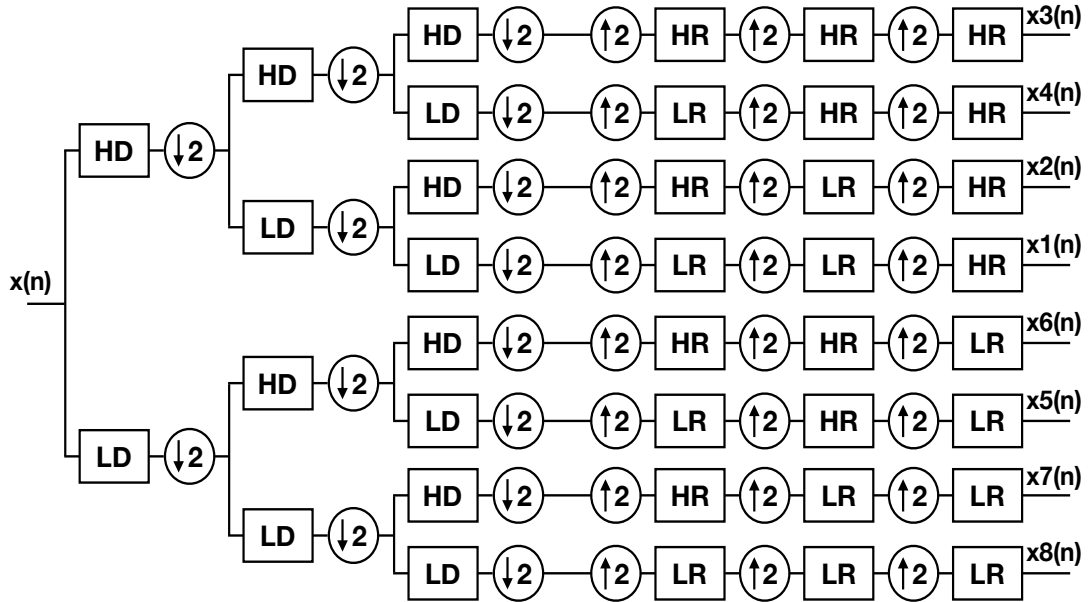 HD ↓2 ↑2 HR ↑2 HR ↑2 HR x3(n)
HD ↓2
LD ↓2 ↑2 LR ↑2 HR ↑2 HR x4(n)
HD ↓2
HD ↓2 ↑2 HR ↑2 LR ↑2 HR x2(n)
LD ↓2
LD ↓2 ↑2 LR ↑2 LR ↑2 HR x1(n)
x(n)
HD ↓2 ↑2 HR ↑2 HR ↑2 LR x6(n)
HD ↓2
LD ↓2 ↑2 LR ↑2 HR ↑2 LR x5(n)
LD ↓2
HD ↓2 ↑2 HR ↑2 LR ↑2 LR x7(n)
LD ↓2
LD ↓2 ↑2 LR ↑2 LR ↑2 LR x8(n)